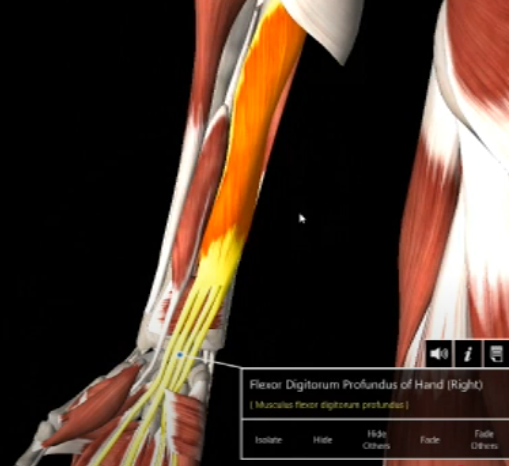 Flexor Digitorum Profundus of Hand (Right)
( Musculus flexor digitorum profundus )
Isolate Hide Hide Others Fade Fade Others